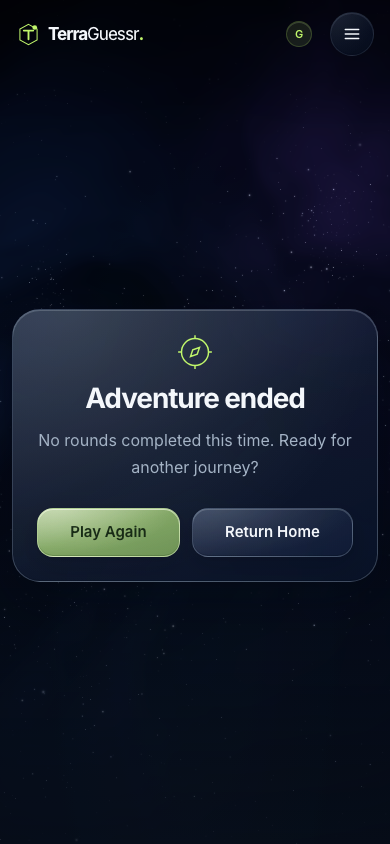 TerraGuessr.
G
Adventure ended
No rounds completed this time. Ready for
another journey?
Play Again
Return Home